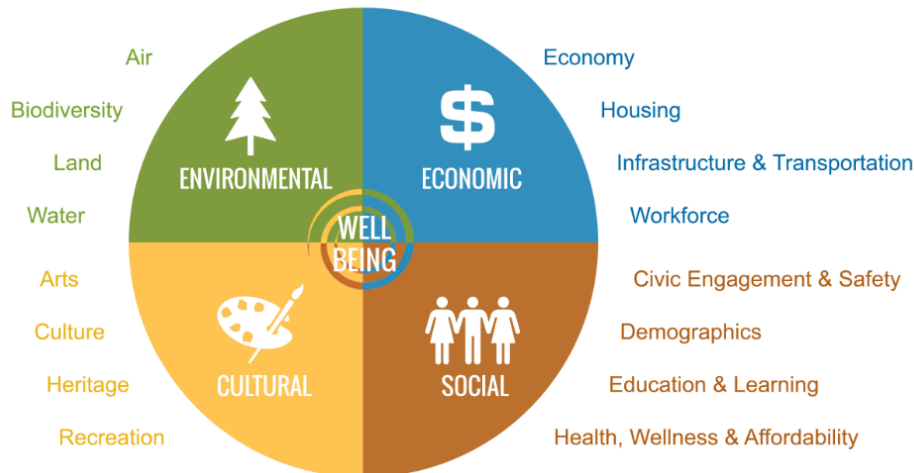 Air
Biodiversity
Land
Water
ENVIRONMENTAL
$
ECONOMIC
Economy
Housing
Infrastructure & Transportation
Workforce
WELL
BEING
Arts
Culture
Heritage
Recreation
CULTURAL
SOCIAL
Civic Engagement & Safety
Demographics
Education & Learning
Health, Wellness & Affordability